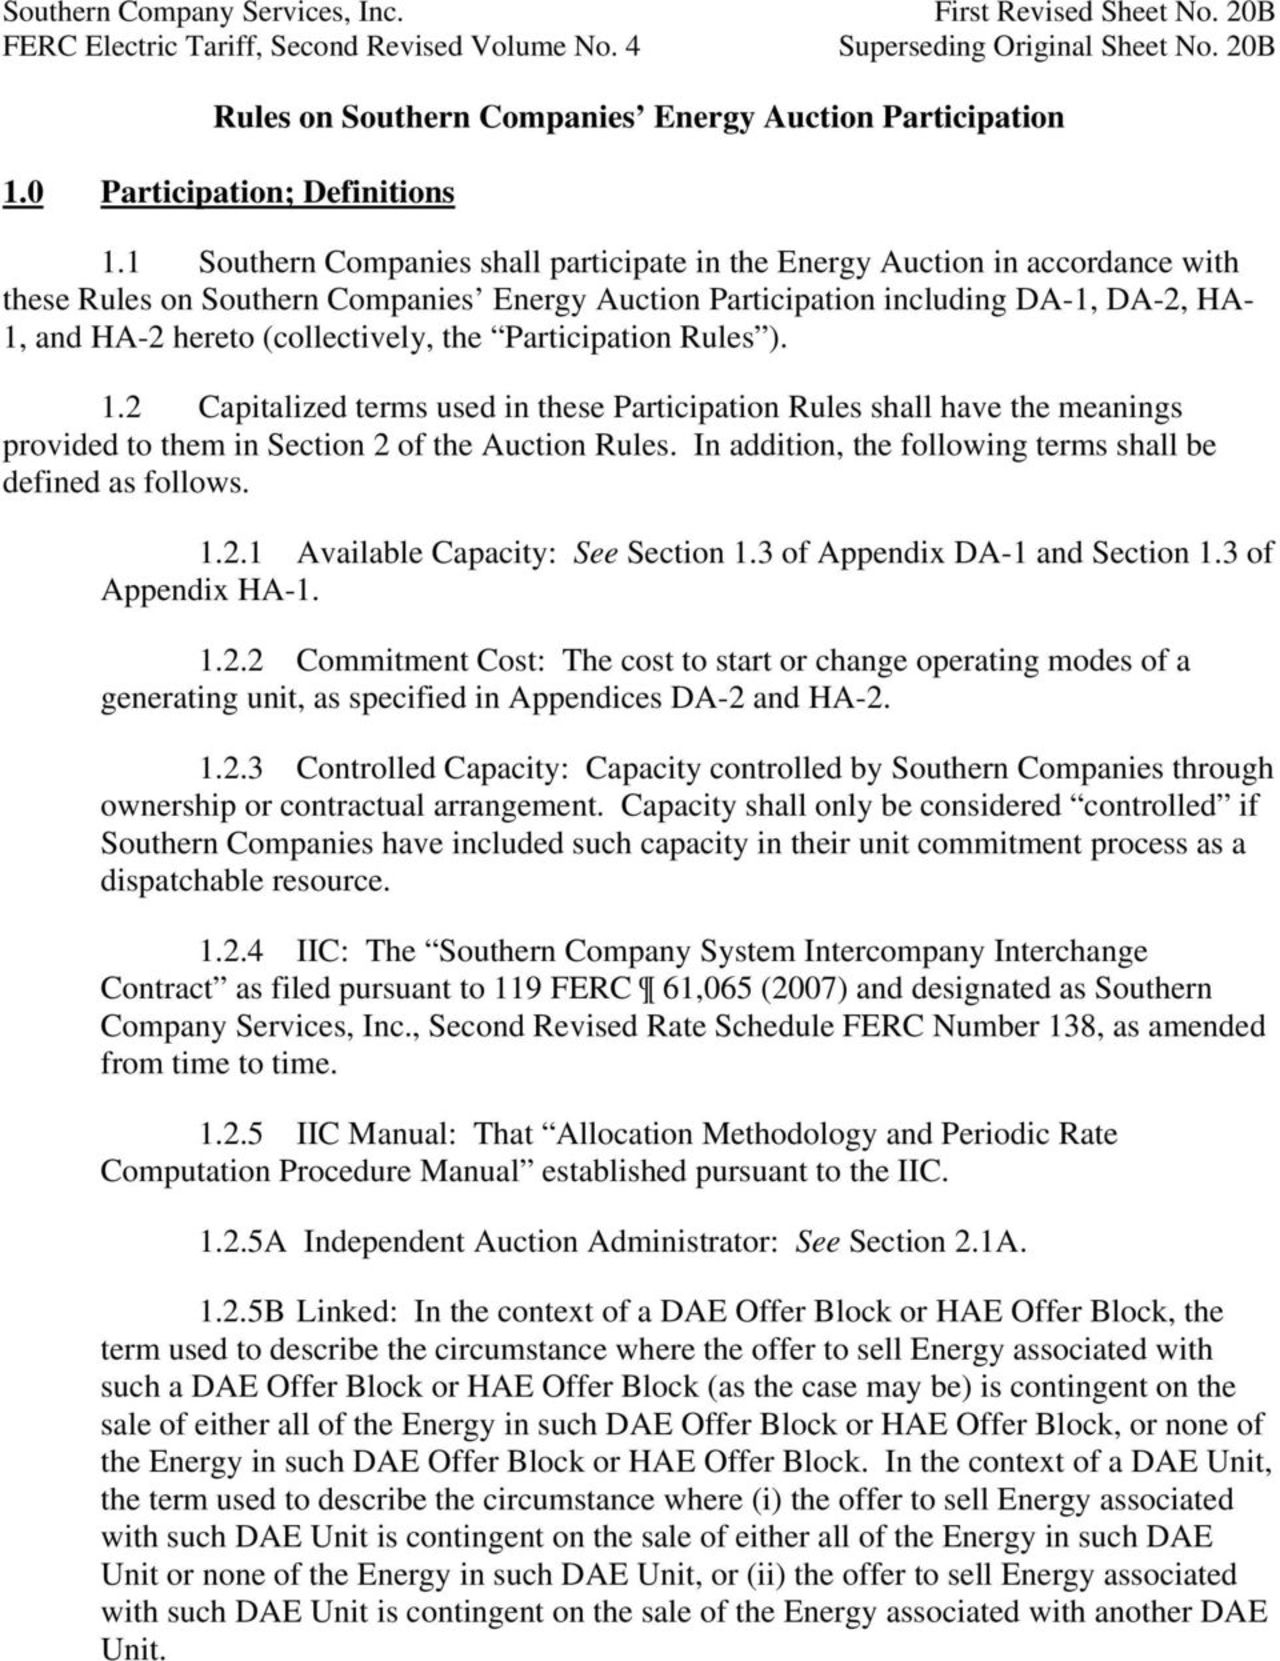 Southern Company Services, Inc. First Revised Sheet No. 20B
FERC Electric Tariff, Second Revised Volume No. 4 Superseding Original Sheet No. 20B
Rules on Southern Companies’ Energy Auction Participation
1.0 Participation; Definitions
1.1 Southern Companies shall participate in the Energy Auction in accordance with
these Rules on Southern Companies’ Energy Auction Participation including DA-1, DA-2, HA-
1, and HA-2 hereto (collectively, the “Participation Rules”).
1.2 Capitalized terms used in these Participation Rules shall have the meanings
provided to them in Section 2 of the Auction Rules. In addition, the following terms shall be
defined as follows.
1.2.1 Available Capacity: See Section 1.3 of Appendix DA-1 and Section 1.3 of
Appendix HA-1.
1.2.2 Commitment Cost: The cost to start or change operating modes of a
generating unit, as specified in Appendices DA-2 and HA-2.
1.2.3 Controlled Capacity: Capacity controlled by Southern Companies through
ownership or contractual arrangement. Capacity shall only be considered “controlled” if
Southern Companies have included such capacity in their unit commitment process as a
dispatchable resource.
1.2.4 IIC: The “Southern Company System Intercompany Interchange
Contract” as filed pursuant to 119 FERC ¶ 61,065 (2007) and designated as Southern
Company Services, Inc., Second Revised Rate Schedule FERC Number 138, as amended
from time to time.
1.2.5 IIC Manual: That “Allocation Methodology and Periodic Rate
Computation Procedure Manual” established pursuant to the IIC.
1.2.5A Independent Auction Administrator: See Section 2.1A.
1.2.5B Linked: In the context of a DAE Offer Block or HAE Offer Block, the
term used to describe the circumstance where the offer to sell Energy associated with
such a DAE Offer Block or HAE Offer Block (as the case may be) is contingent on the
sale of either all of the Energy in such DAE Offer Block or HAE Offer Block, or none of
the Energy in such DAE Offer Block or HAE Offer Block. In the context of a DAE Unit,
the term used to describe the circumstance where (i) the offer to sell Energy associated
with such DAE Unit is contingent on the sale of either all of the Energy in such DAE
Unit or none of the Energy in such DAE Unit, or (ii) the offer to sell Energy associated
with such DAE Unit is contingent on the sale of the Energy associated with another DAE
Unit.